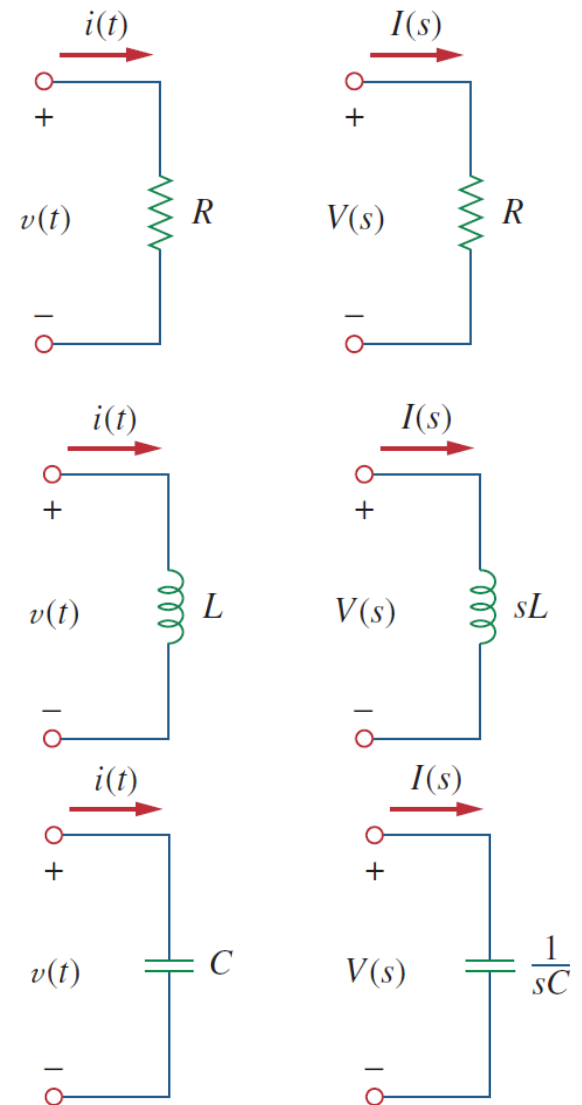 i(t) I(s)
+ +
v(t) R V(s) R
− −
i(t) I(s)
+ +
v(t) L V(s) sL
− −
i(t) I(s)
+ +
v(t) C V(s) 1/sC
− −